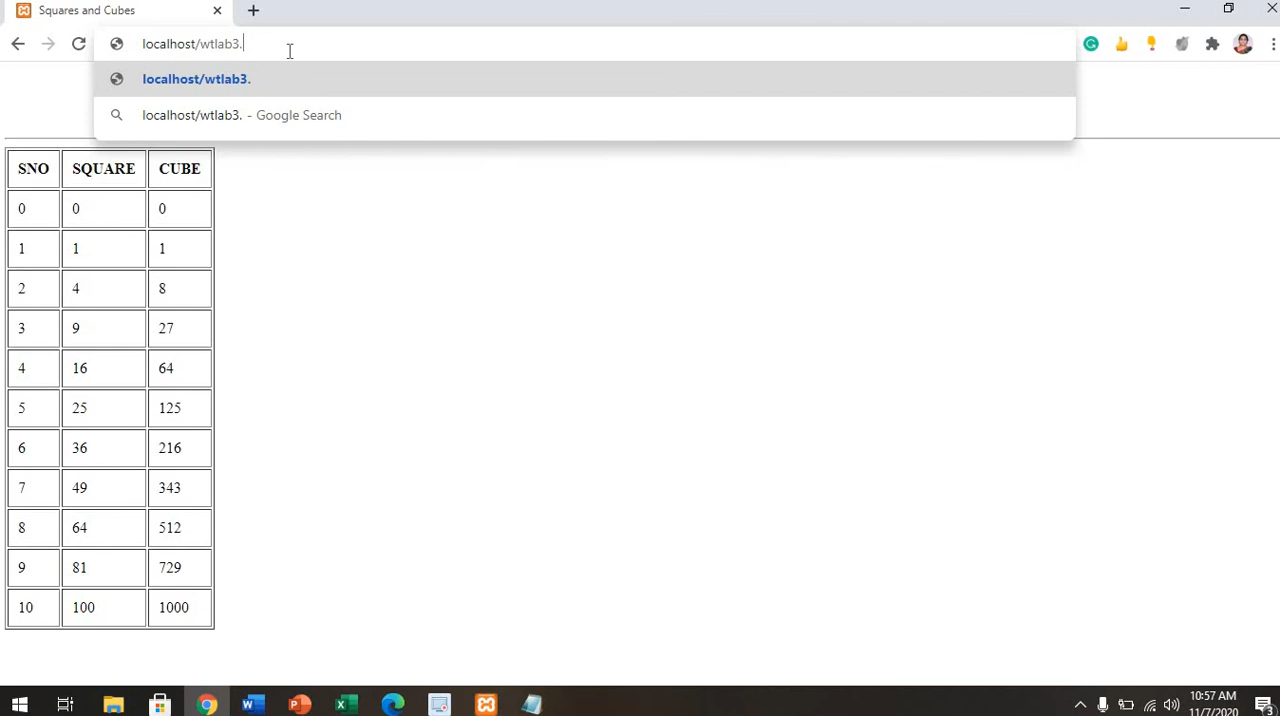 Squares and Cubes
localhost/wtlab3.
localhost/wtlab3.
localhost/wtlab3. - Google Search
SNO SQUARE CUBE
0 0 0
1 1 1
2 4 8
3 9 27
4 16 64
5 25 125
6 36 216
7 49 343
8 64 512
9 81 729
10 100 1000
10:57 AM
11/7/2020